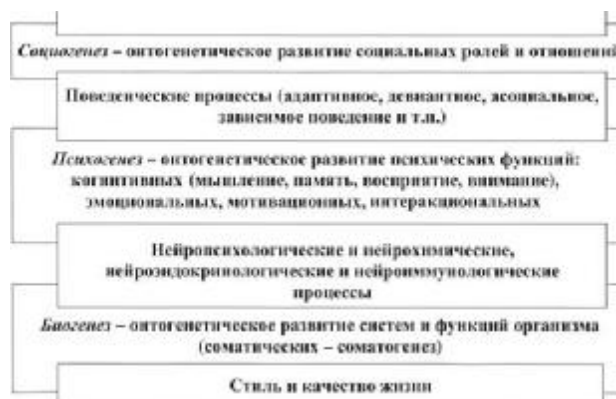 Социогенез – онтогенетическое развитие социальных ролей и отношений
Поведенческие процессы (адаптивное, девиантное, асоциальное,
зависимое поведение и т.п.)
Психогенез – онтогенетическое развитие психических функций:
когнитивных (мышление, память, восприятие, внимание),
эмоциональных, мотивационных, интеракциональных
Нейропсихологические и нейрохимические,
нейроэндокринологические и нейроиммунологические
процессы
Биогенез – онтогенетическое развитие систем и функций организма
(соматических – соматогенез)
Стиль и качество жизни